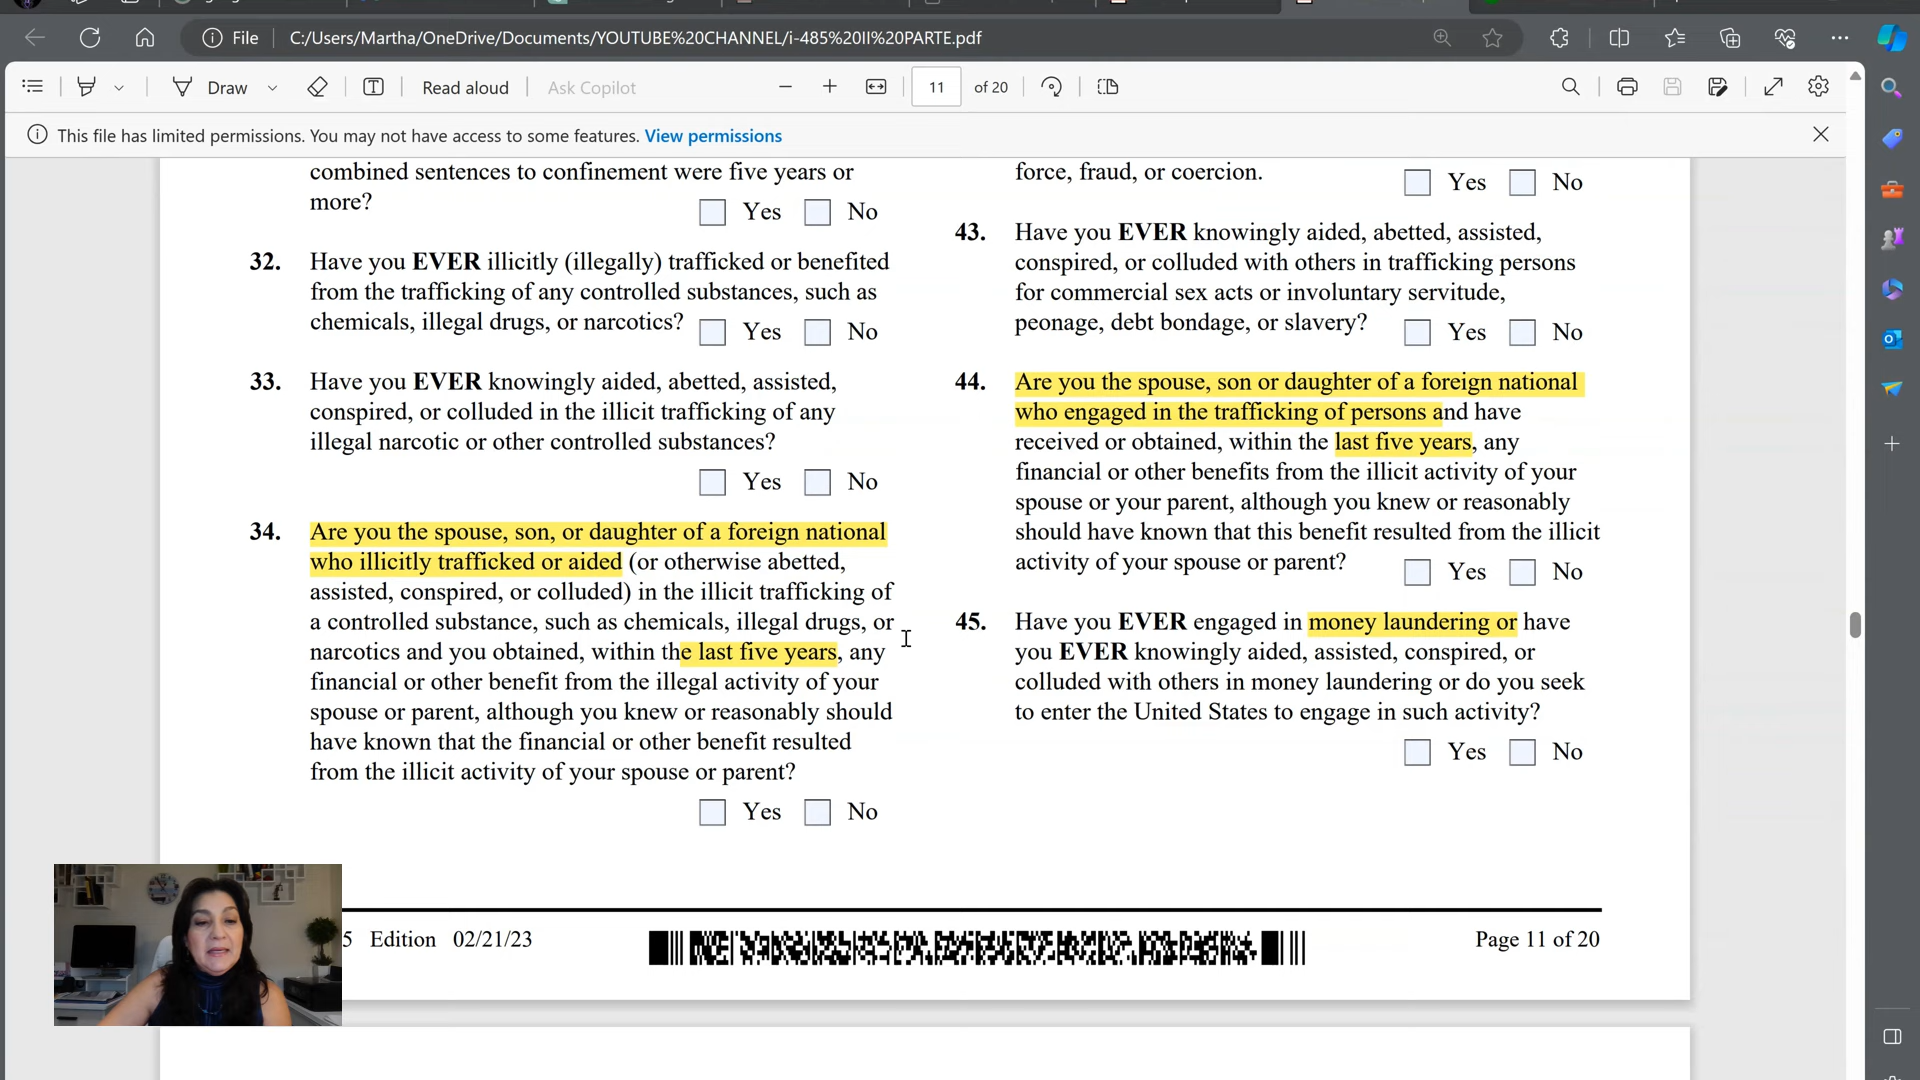 File
C:/Users/Martha/OneDrive/Documents/YOUTUBE%20CHANNEL/i-485%20II%20PARTE.pdf
Draw
Read aloud
Ask Copilot
11 of 20
This file has limited permissions. You may not have access to some features. View permissions
combined sentences to confinement were five years or
more?
Yes No
32. Have you EVER illicitly (illegally) trafficked or benefited
from the trafficking of any controlled substances, such as
chemicals, illegal drugs, or narcotics? Yes No
33. Have you EVER knowingly aided, abetted, assisted,
conspired, or colluded in the illicit trafficking of any
illegal narcotic or other controlled substances?
Yes No
34. Are you the spouse, son, or daughter of a foreign national
who illicitly trafficked or aided (or otherwise abetted,
assisted, conspired, or colluded) in the illicit trafficking of
a controlled substance, such as chemicals, illegal drugs, or
narcotics and you obtained, within the last five years, any
financial or other benefit from the illegal activity of your
spouse or parent, although you knew or reasonably should
have known that the financial or other benefit resulted
from the illicit activity of your spouse or parent?
Yes No
force, fraud, or coercion. Yes No
43. Have you EVER knowingly aided, abetted, assisted,
conspired, or colluded with others in trafficking persons
for commercial sex acts or involuntary servitude,
peonage, debt bondage, or slavery? Yes No
44. Are you the spouse, son or daughter of a foreign national
who engaged in the trafficking of persons and have
received or obtained, within the last five years, any
financial or other benefits from the illicit activity of your
spouse or your parent, although you knew or reasonably
should have known that this benefit resulted from the illicit
activity of your spouse or parent? Yes No
45. Have you EVER engaged in money laundering or have
you EVER knowingly aided, assisted, conspired, or
colluded with others in money laundering or do you seek
to enter the United States to engage in such activity?
Yes No
5 Edition 02/21/23
Page 11 of 20